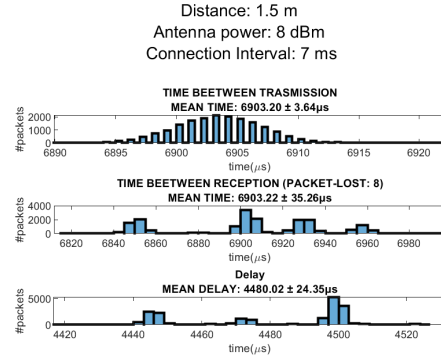 Distance: 1.5 m
Antenna power: 8 dBm
Connection Interval: 7 ms
TIME BEETWEEN TRASMISSION
MEAN TIME: 6903.20 ± 3.64µs
#packets
2000
1000
0
6890 6895 6900 6905 6910 6915 6920
time(µs)
TIME BEETWEEN RECEPTION (PACKET-LOST: 8)
MEAN TIME: 6903.22 ± 35.26µs
#packets
4000
2000
0
6820 6840 6860 6880 6900 6920 6940 6960 6980
time(µs)
Delay
MEAN DELAY: 4480.02 ± 24.35µs
#packets
5000
0
4420 4440 4460 4480 4500 4520
time(µs)